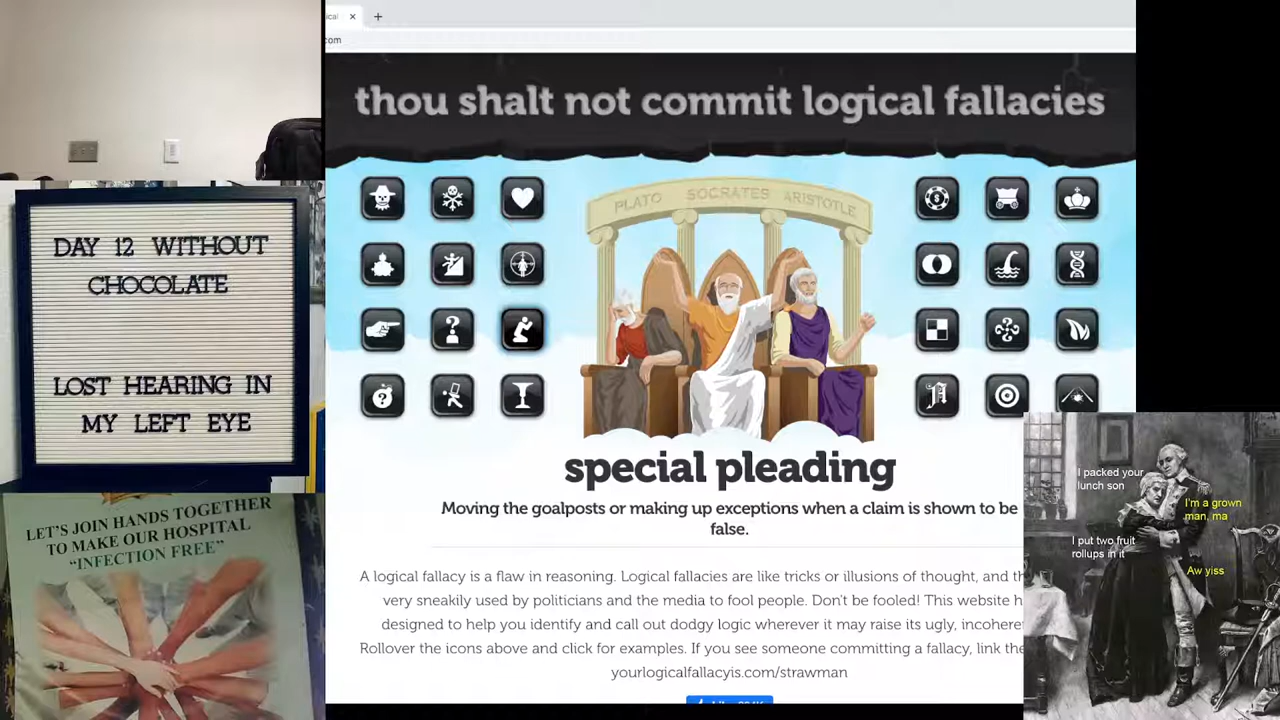 ical
com
thou shalt not commit logical fallacies
PLATO SOCRATES ARISTOTLE
special pleading
Moving the goalposts or making up exceptions when a claim is shown to be
false.
A logical fallacy is a flaw in reasoning. Logical fallacies are like tricks or illusions of thought, and th
very sneakily used by politicians and the media to fool people. Don't be fooled! This website h
designed to help you identify and call out dodgy logic wherever it may raise its ugly, incohere
Rollover the icons above and click for examples. If you see someone committing a fallacy, link the
yourlogicalfallacyis.com/strawman
DAY 12 WITHOUT
CHOCOLATE
LOST HEARING IN
MY LEFT EYE
LET'S JOIN HANDS TOGETHER
TO MAKE OUR HOSPITAL
"INFECTION FREE"
I packed your
lunch son
I'm a grown
man, ma
I put two fruit
rollups in it
Aw yiss